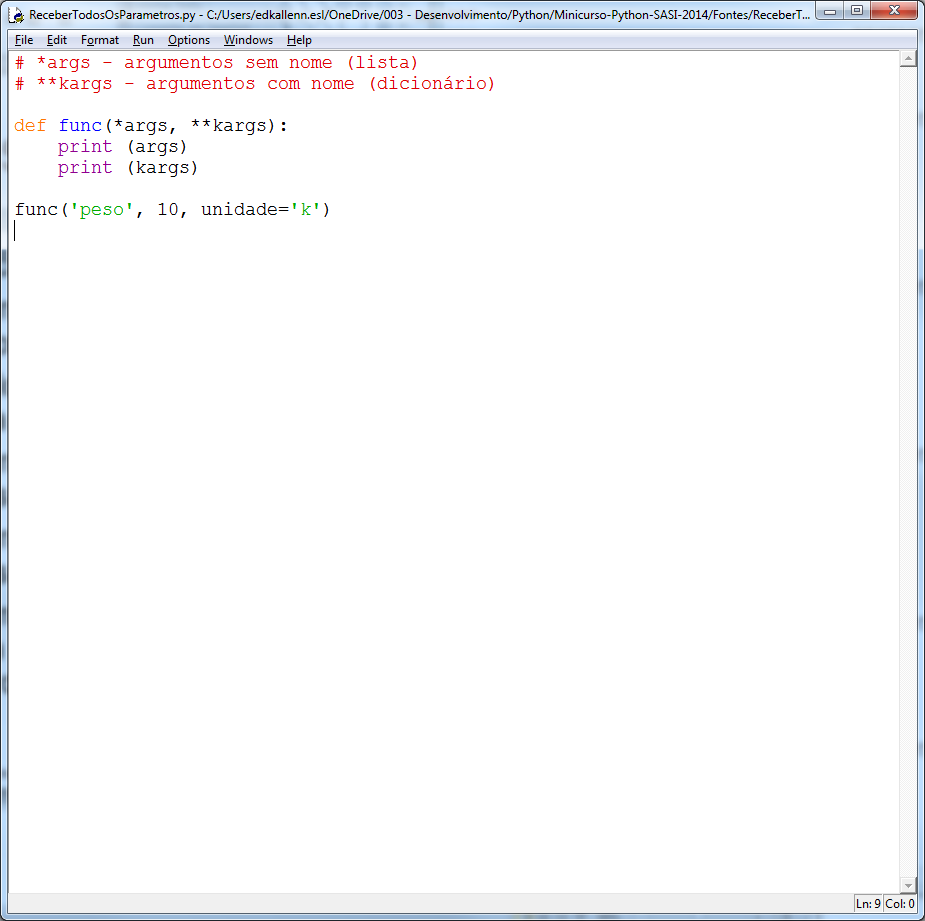 ReceberTodosOsParametros.py - C:/Users/edkallenn.esl/OneDrive/003 - Desenvolvimento/Python/Minicurso-Python-SASI-2014/Fontes/ReceberT...
File Edit Format Run Options Windows Help
# *args - argumentos sem nome (lista)
# **kargs - argumentos com nome (dicionário)
def func(*args, **kargs):
    print (args)
    print (kargs)
func('peso', 10, unidade='k')
Ln: 9 Col: 0